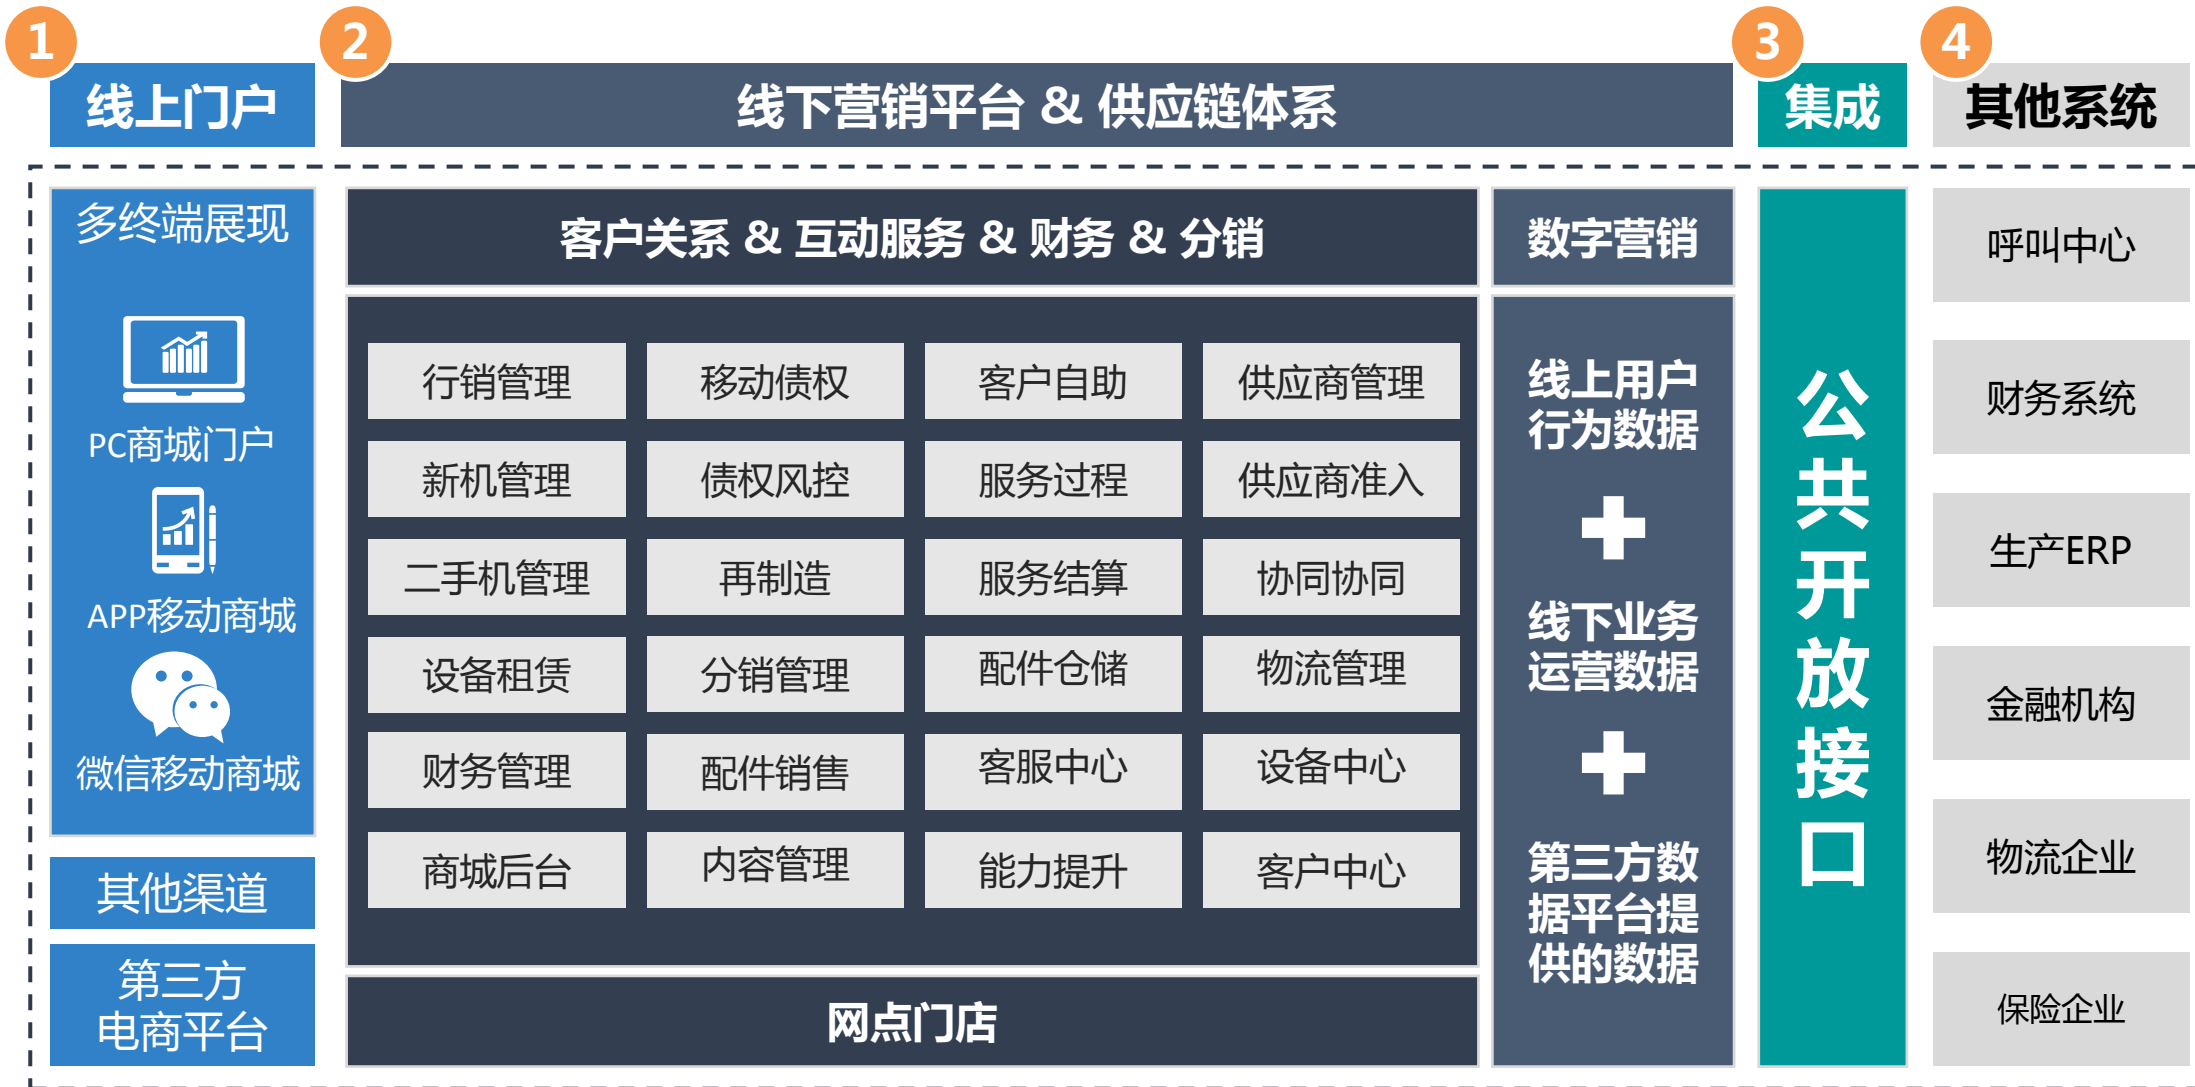 1
线上门户
2
线下营销平台 & 供应链体系
3
集成
4
其他系统
多终端展现
PC商城门户
APP移动商城
微信移动商城
其他渠道
第三方
电商平台
客户关系 & 互动服务 & 财务 & 分销
行销管理
移动债权
客户自助
供应商管理
新机管理
债权风控
服务过程
供应商准入
二手机管理
再制造
服务结算
协同协同
设备租赁
分销管理
配件仓储
物流管理
财务管理
配件销售
客服中心
设备中心
商城后台
内容管理
能力提升
客户中心
网点门店
数字营销
线上用户
行为数据
线下业务
运营数据
第三方数
据平台提
供的数据
公
共
开
放
接
口
呼叫中心
财务系统
生产ERP
金融机构
物流企业
保险企业